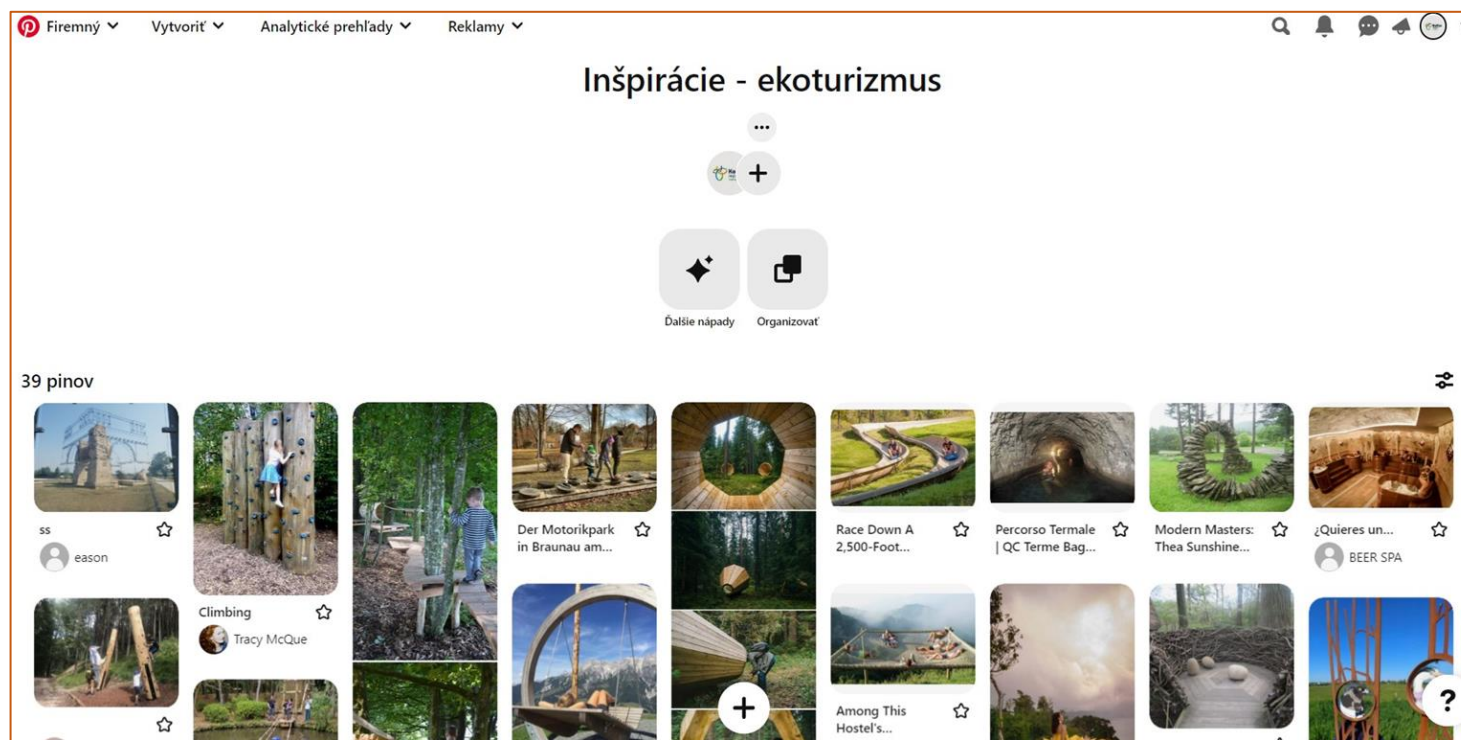 Firemný
Vytvoriť
Analytické prehľady
Reklamy
Inšpirácie - ekoturizmus
Ďalšie nápady
Organizovať
39 pinov
ss
eason
Climbing
Tracy McQue
Der Motorikpark
in Braunau am...
Race Down A
2,500-Foot...
Among This
Hostel's...
Percorso Termale
| QC Terme Bag...
Modern Masters:
Thea Sunshine...
¿Quieres un...
BEER SPA
?